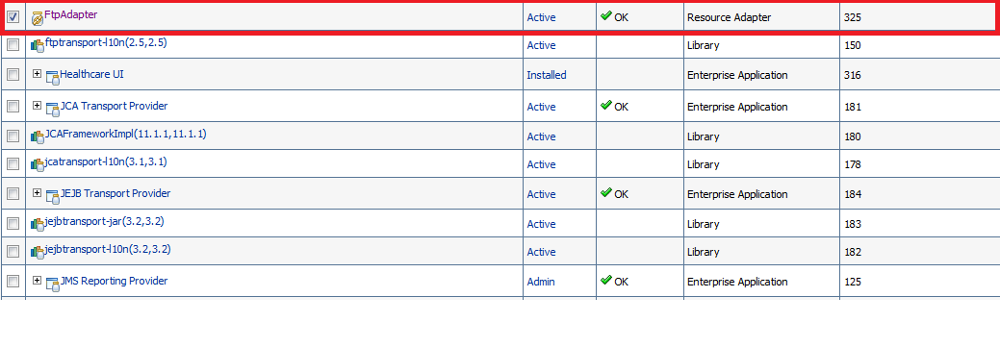 FtpAdapter Active OK Resource Adapter 325
ftptransport-l10n(2.5,2.5) Active Library 150
Healthcare UI Installed Enterprise Application 316
JCA Transport Provider Active OK Enterprise Application 181
JCAFrameworkImpl(11.1.1,11.1.1) Active Library 180
jcatransport-l10n(3.1,3.1) Active Library 178
JEJB Transport Provider Active OK Enterprise Application 184
jejbtransport-jar(3.2,3.2) Active Library 183
jejbtransport-l10n(3.2,3.2) Active Library 182
JMS Reporting Provider Admin OK Enterprise Application 125